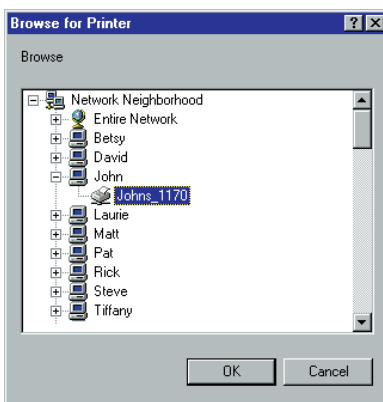 Browse for Printer
Browse
Network Neighborhood
Entire Network
Betsy
David
John
Johns_1170
Laurie
Matt
Pat
Rick
Steve
Tiffany
OK Cancel